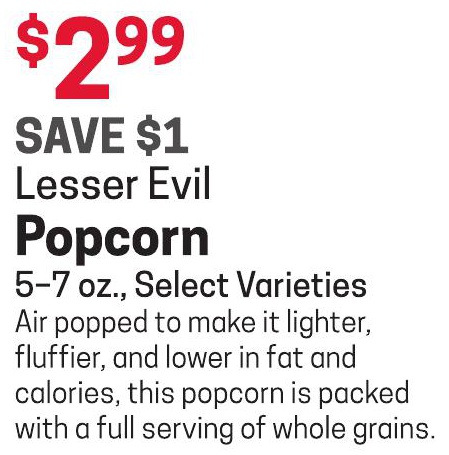 $2.99
SAVE $1
Lesser Evil
Popcorn
5–7 oz., Select Varieties
Air popped to make it lighter,
fluffier, and lower in fat and
calories, this popcorn is packed
with a full serving of whole grains.